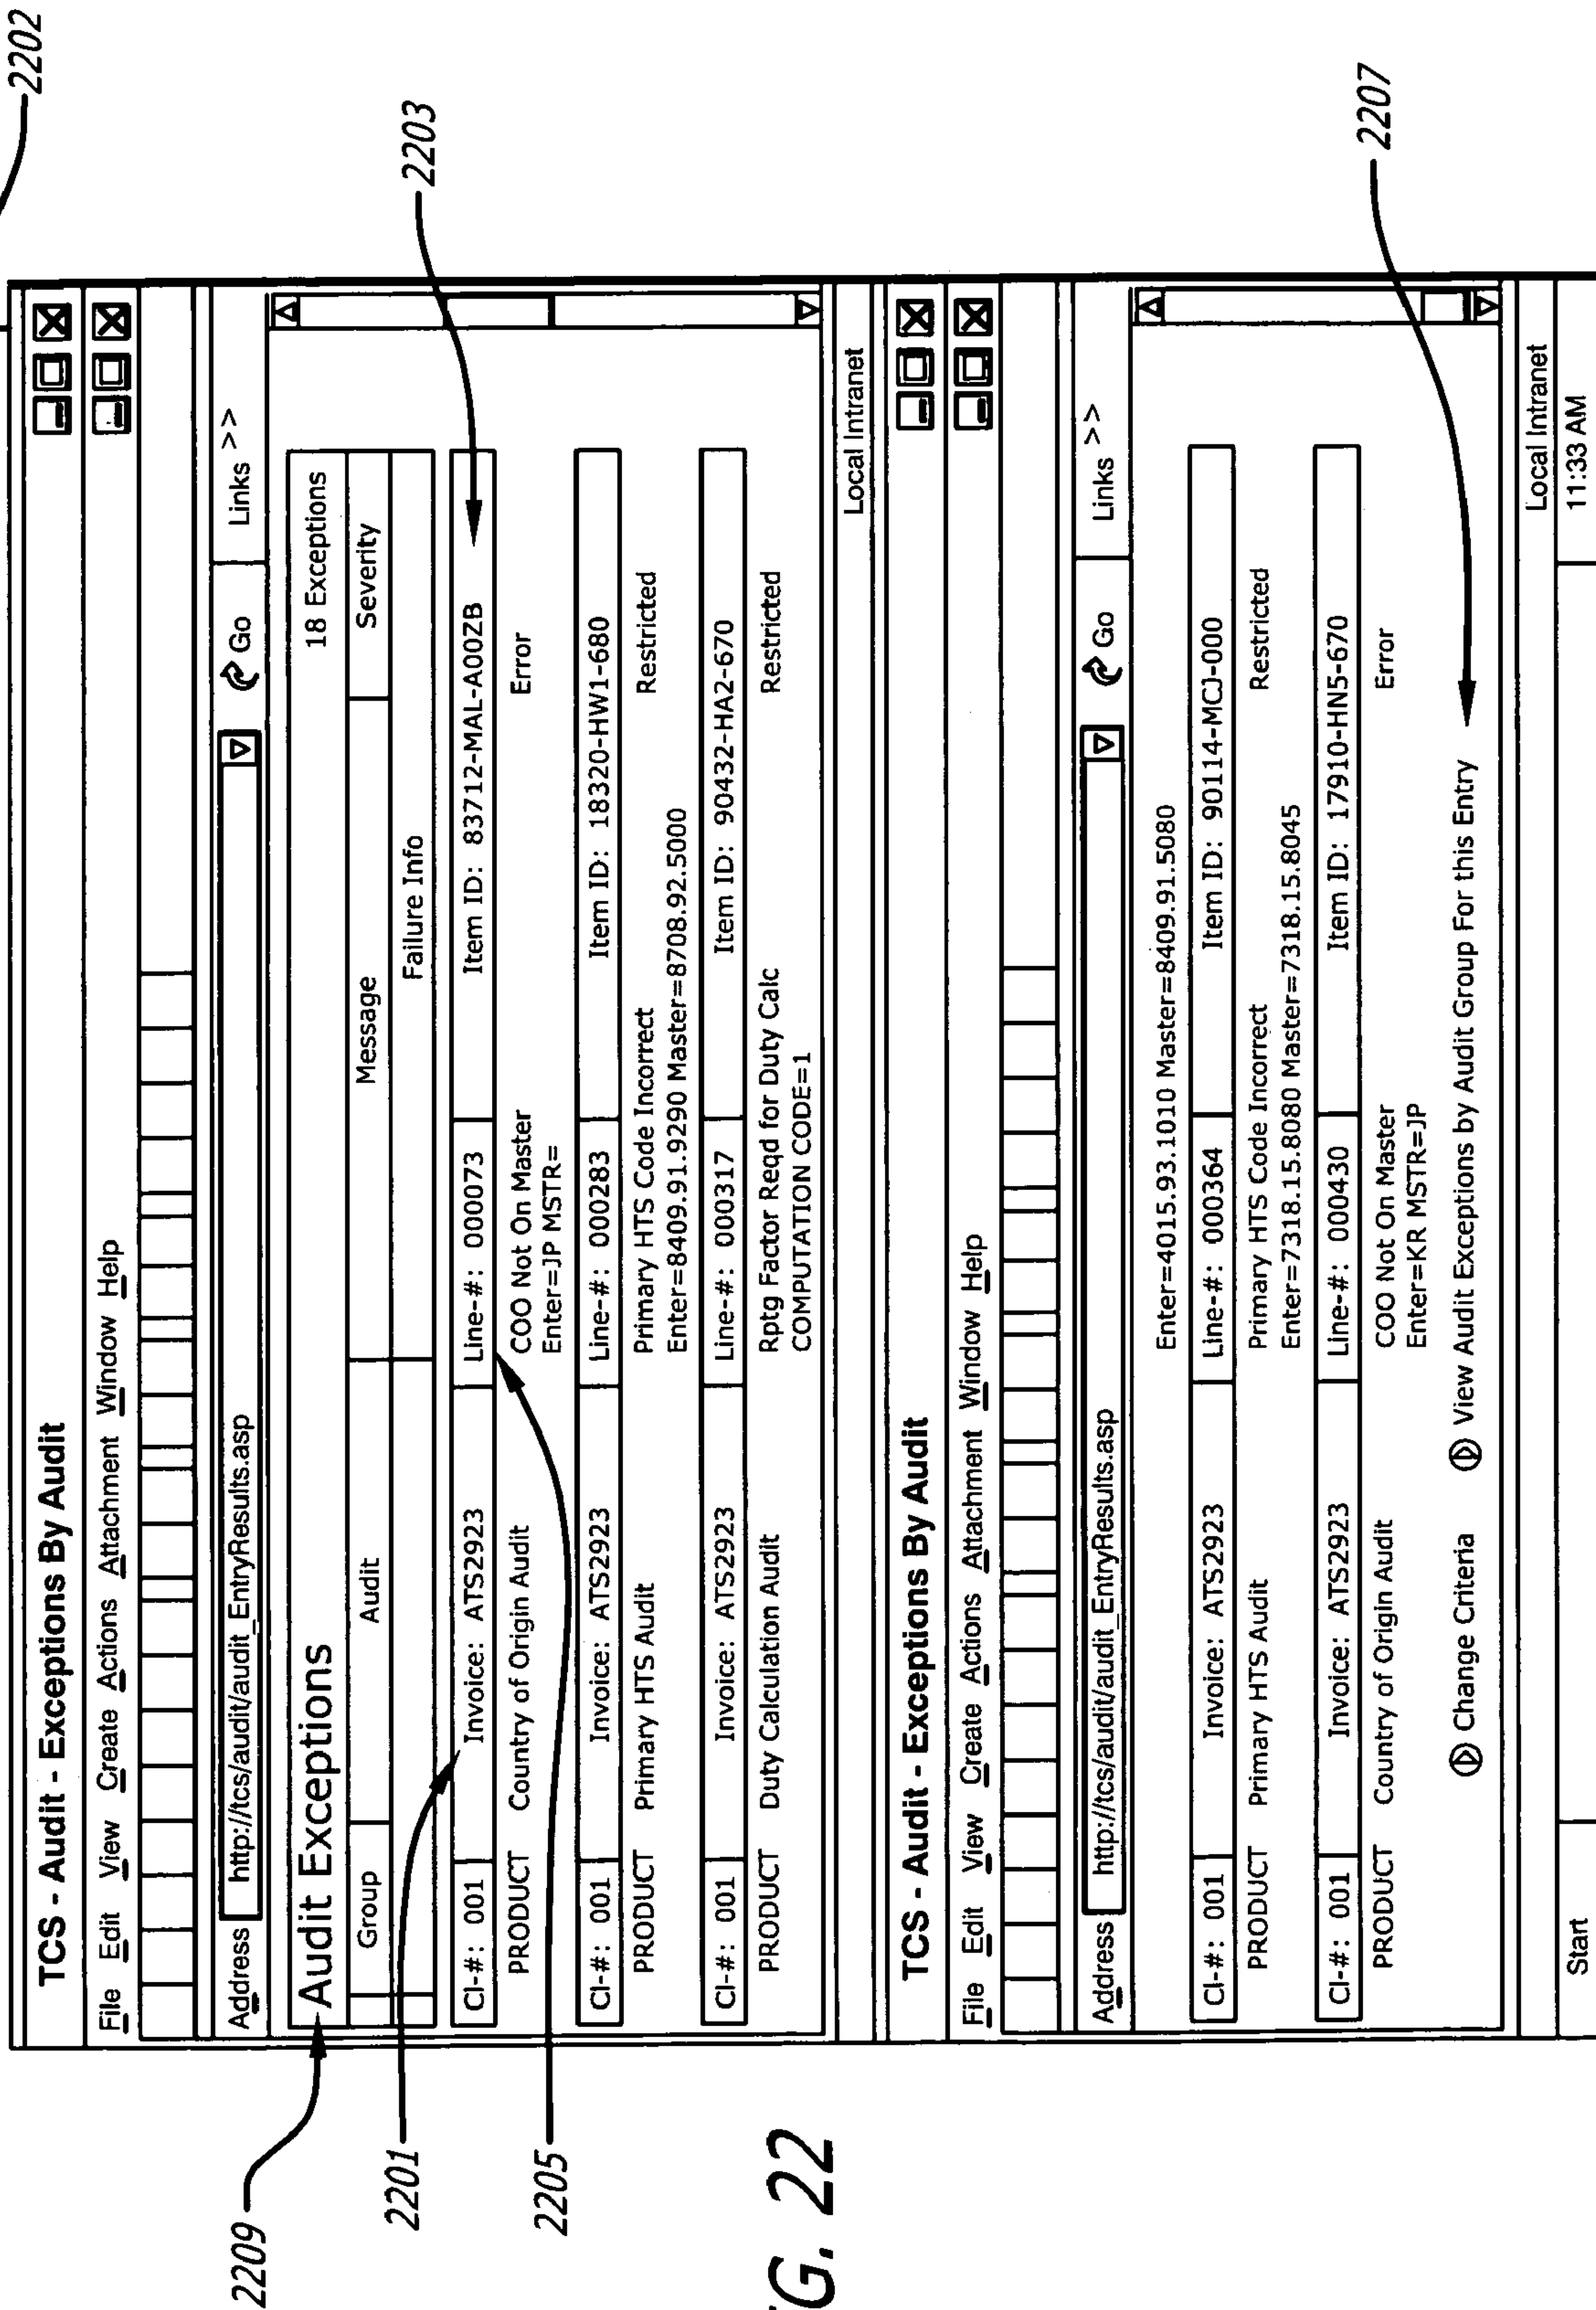 2202
TCS - Audit - Exceptions By Audit
File Edit View Create Actions Attachment Window Help
Address http://tcs/audit/audit_EntryResults.asp Go Links >>
2209
Audit Exceptions 18 Exceptions
Group Audit Message Severity
Failure Info
2201
2203
CI-#: 001 Invoice: ATS2923 Line-#: 000073 Item ID: 83712-MAL-A00ZB
PRODUCT Country of Origin Audit COO Not On Master Error
Enter=JP MSTR=
2205
CI-#: 001 Invoice: ATS2923 Line-#: 000283 Item ID: 18320-HW1-680
PRODUCT Primary HTS Audit Primary HTS Code Incorrect Restricted
Enter=8409.91.9290 Master=8708.92.5000
CI-#: 001 Invoice: ATS2923 Line-#: 000317 Item ID: 90432-HA2-670
PRODUCT Duty Calculation Audit Rptg Factor Reqd for Duty Calc Restricted
COMPUTATION CODE=1
Local Intranet
G. 22
TCS - Audit - Exceptions By Audit
File Edit View Create Actions Attachment Window Help
Address http://tcs/audit/audit_EntryResults.asp Go Links >>
Enter=4015.93.1010 Master=8409.91.5080
CI-#: 001 Invoice: ATS2923 Line-#: 000364 Item ID: 90114-MCJ-000
PRODUCT Primary HTS Audit Primary HTS Code Incorrect Restricted
Enter=7318.15.8080 Master=7318.15.8045
CI-#: 001 Invoice: ATS2923 Line-#: 000430 Item ID: 17910-HN5-670
PRODUCT Country of Origin Audit COO Not On Master Error
Enter=KR MSTR=JP
2207
Change Criteria View Audit Exceptions by Audit Group For this Entry
Local Intranet
Start 11:33 AM